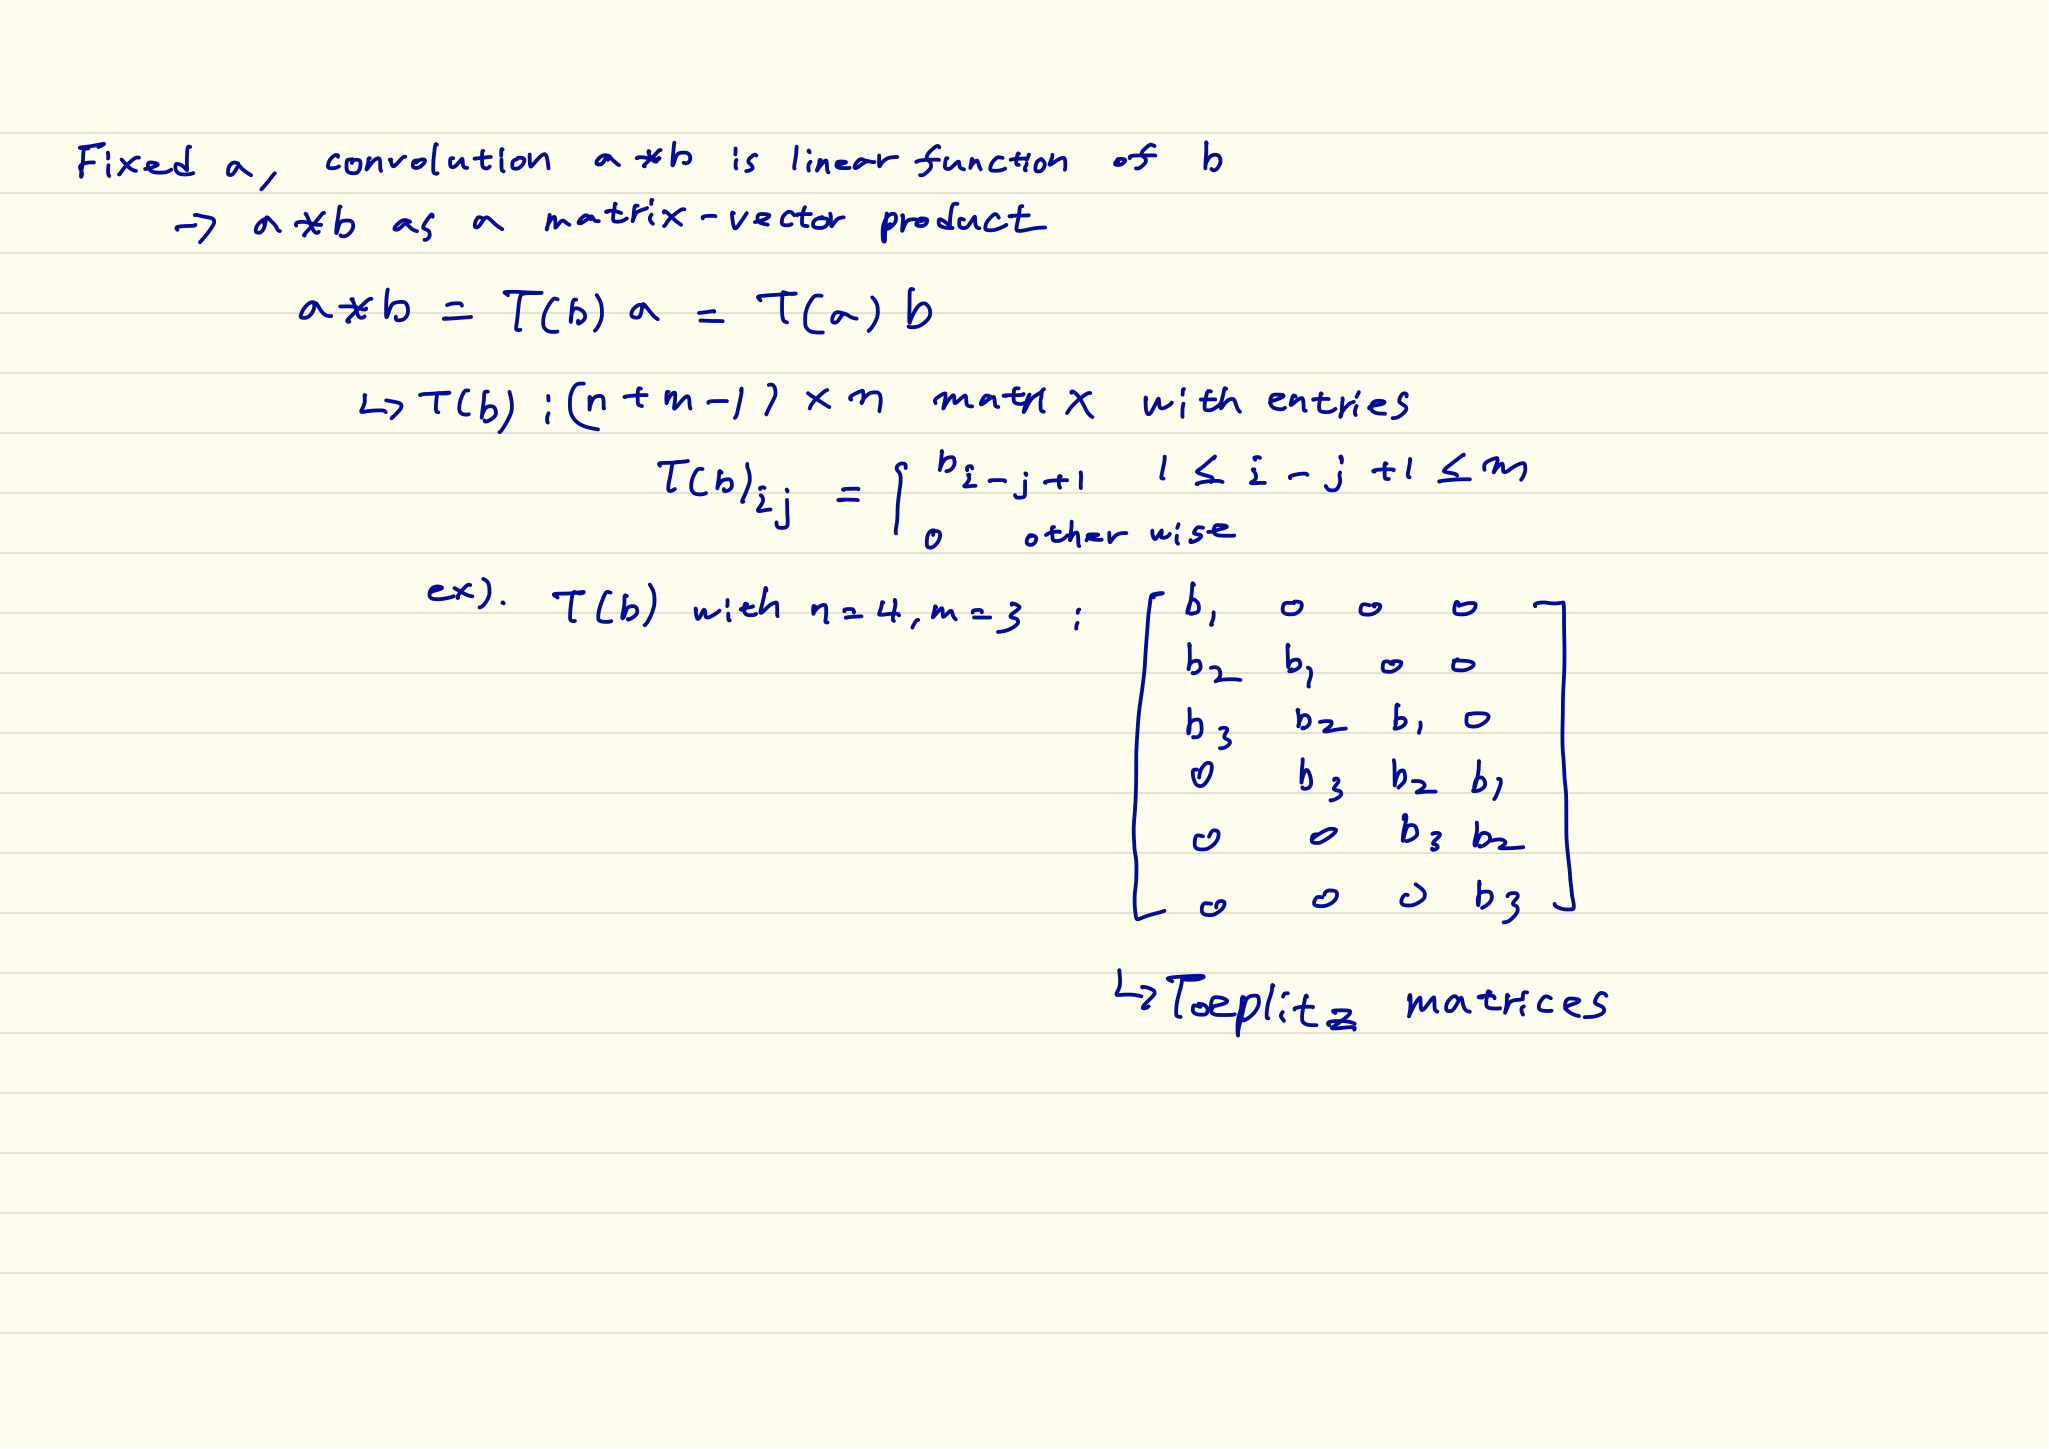 Fixed a, convolution a*b is linear function of b
→ a*b as a matrix-vector product
a*b = T(b) a = T(a) b
↳ T(b) : (n+m-1) × n matrix with entries
T(b)ij = { b i-j+1   1 ≤ i-j+1 ≤ m
0   otherwise
ex). T(b) with n=4, m=3 :
b1 0 0 0
b2 b1 0 0
b3 b2 b1 0
0 b3 b2 b1
0 0 b3 b2
0 0 0 b3
↳ Toeplitz matrices